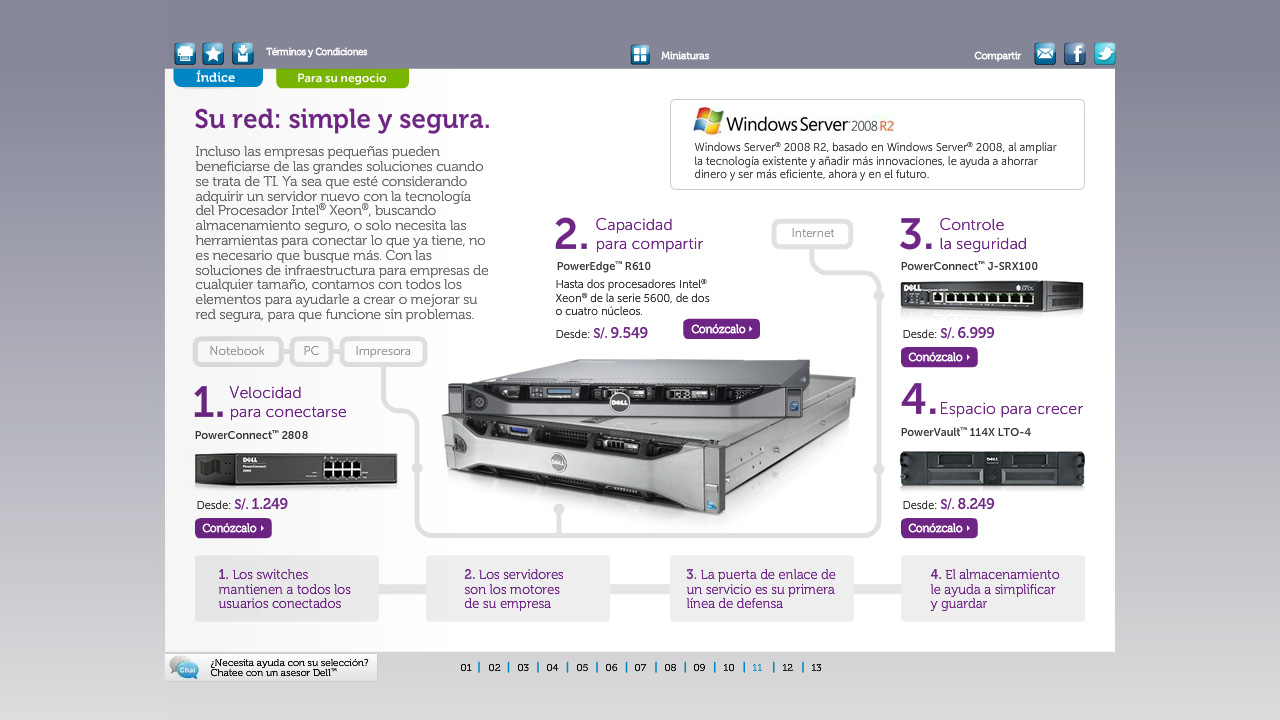 Términos y Condiciones
Miniaturas
Compartir
Índice
Para su negocio
Su red: simple y segura.
Incluso las empresas pequeñas pueden
beneficiarse de las grandes soluciones cuando
se trata de TI. Ya sea que esté considerando
adquirir un servidor nuevo con la tecnología
del Procesador Intel® Xeon®, buscando
almacenamiento seguro, o solo necesita las
herramientas para conectar lo que ya tiene, no
es necesario que busque más. Con las
soluciones de infraestructura para empresas de
cualquier tamaño, contamos con todos los
elementos para ayudarle a crear o mejorar su
red segura, para que funcione sin problemas.
Windows Server® 2008 R2
Windows Server® 2008 R2, basado en Windows Server® 2008, al ampliar
la tecnología existente y añadir más innovaciones, le ayuda a ahorrar
dinero y ser más eficiente, ahora y en el futuro.
Notebook
PC
Impresora
1. Velocidad
para conectarse
PowerConnect™ 2808
DELL
PowerConnect
2808
Desde: S/. 1.249
Conózcalo
2. Capacidad
para compartir
PowerEdge™ R610
Hasta dos procesadores Intel®
Xeon® de la serie 5600, de dos
o cuatro núcleos.
Desde: S/. 9.549
Conózcalo
DELL
DELL
Internet
3. Controle
la seguridad
PowerConnect™ J-SRX100
DELL
Desde: S/. 6.999
Conózcalo
4. Espacio para crecer
PowerVault™ 114X LTO-4
DELL
Desde: S/. 8.249
Conózcalo
1. Los switches
mantienen a todos los
usuarios conectados
2. Los servidores
son los motores
de su empresa
3. La puerta de enlace de
un servicio es su primera
línea de defensa
4. El almacenamiento
le ayuda a simplificar
y guardar
Chat
¿Necesita ayuda con su selección?
Chatee con un asesor Dell™
01 | 02 | 03 | 04 | 05 | 06 | 07 | 08 | 09 | 10 | 11 | 12 | 13